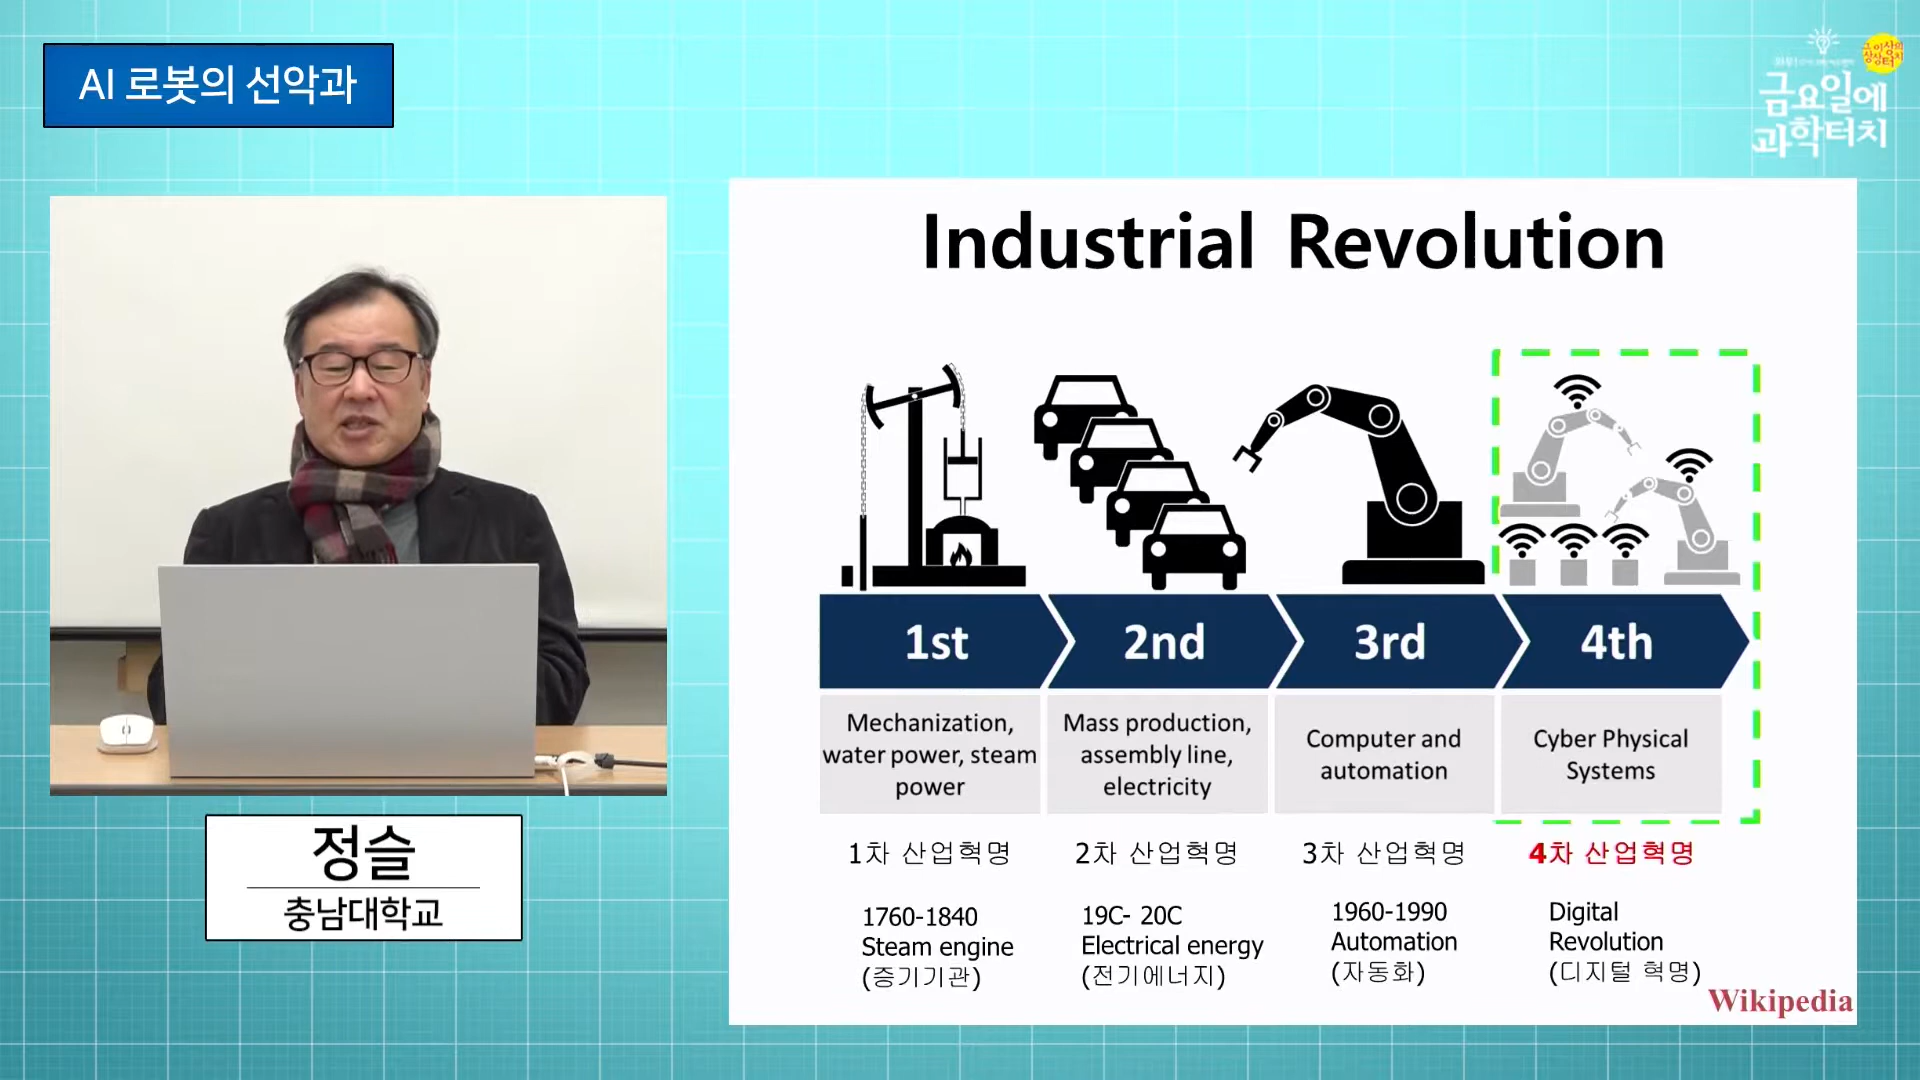 AI 로봇의 선악과
금요일에
과학터치
Industrial Revolution
1st
2nd
3rd
4th
Mechanization,
water power, steam
power
Mass production,
assembly line,
electricity
Computer and
automation
Cyber Physical
Systems
1차 산업혁명
2차 산업혁명
3차 산업혁명
4차 산업혁명
1760-1840
Steam engine
(증기기관)
19C- 20C
Electrical energy
(전기에너지)
1960-1990
Automation
(자동화)
Digital
Revolution
(디지털 혁명)
Wikipedia
정슬
충남대학교